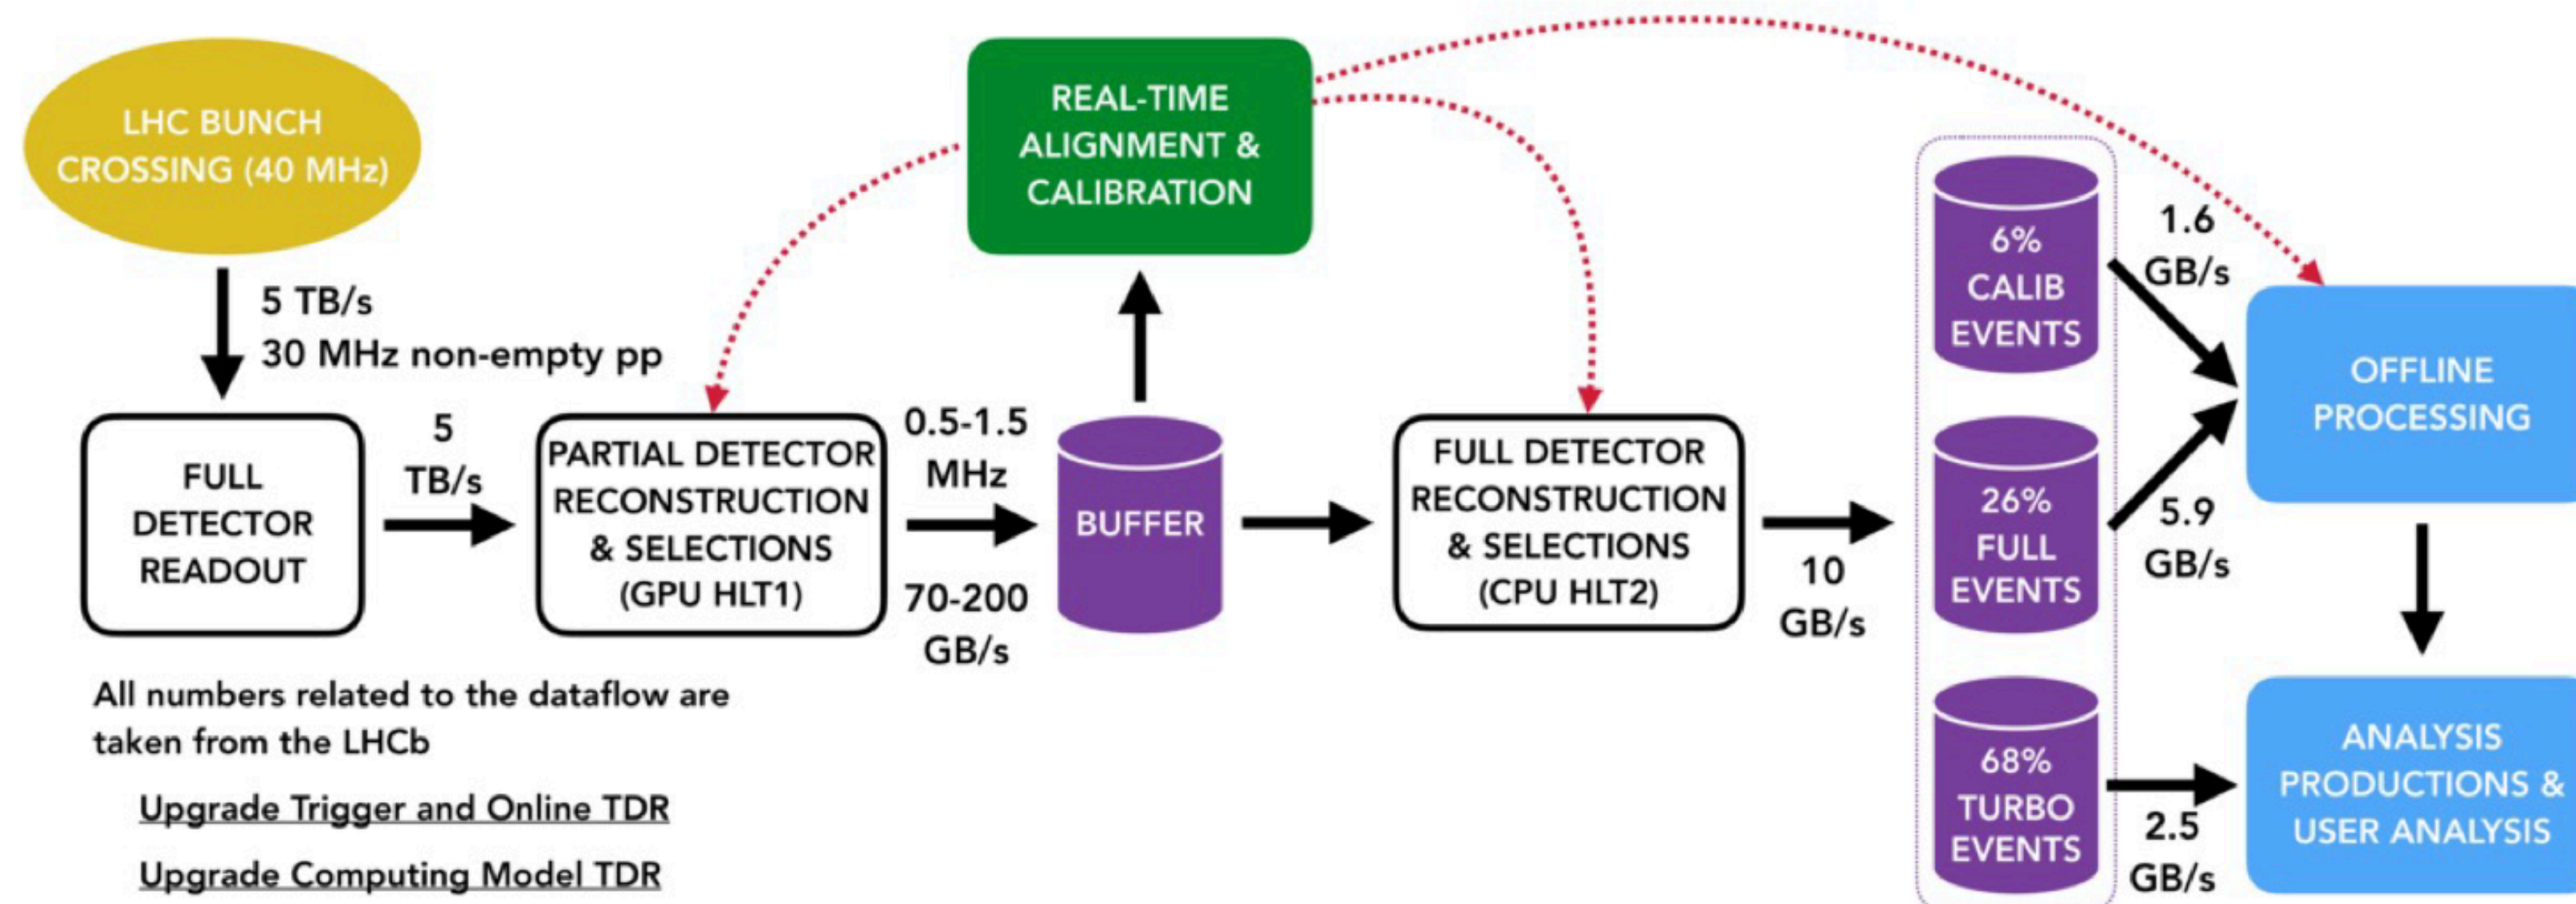 LHC BUNCH
CROSSING (40 MHz)
5 TB/s
30 MHz non-empty pp
FULL
DETECTOR
READOUT
5
TB/s
PARTIAL DETECTOR
RECONSTRUCTION
& SELECTIONS
(GPU HLT1)
0.5-1.5
MHz
70-200
GB/s
BUFFER
REAL-TIME
ALIGNMENT &
CALIBRATION
FULL DETECTOR
RECONSTRUCTION
& SELECTIONS
(CPU HLT2)
10
GB/s
6%
CALIB
EVENTS
1.6
GB/s
26%
FULL
EVENTS
5.9
GB/s
68%
TURBO
EVENTS
2.5
GB/s
OFFLINE
PROCESSING
ANALYSIS
PRODUCTIONS &
USER ANALYSIS
All numbers related to the dataflow are
taken from the LHCb
Upgrade Trigger and Online TDR
Upgrade Computing Model TDR